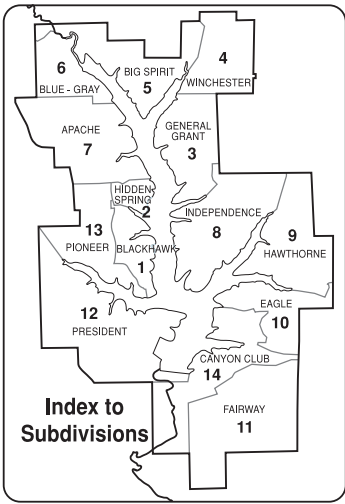 6
BLUE - GRAY
BIG SPIRIT
5
4
WINCHESTER
APACHE
7
GENERAL
GRANT
3
HIDDEN
SPRING
2
INDEPENDENCE
8
13
PIONEER
BLACKHAWK
1
9
HAWTHORNE
12
PRESIDENT
EAGLE
10
CANYON CLUB
14
FAIRWAY
11
Index to
Subdivisions